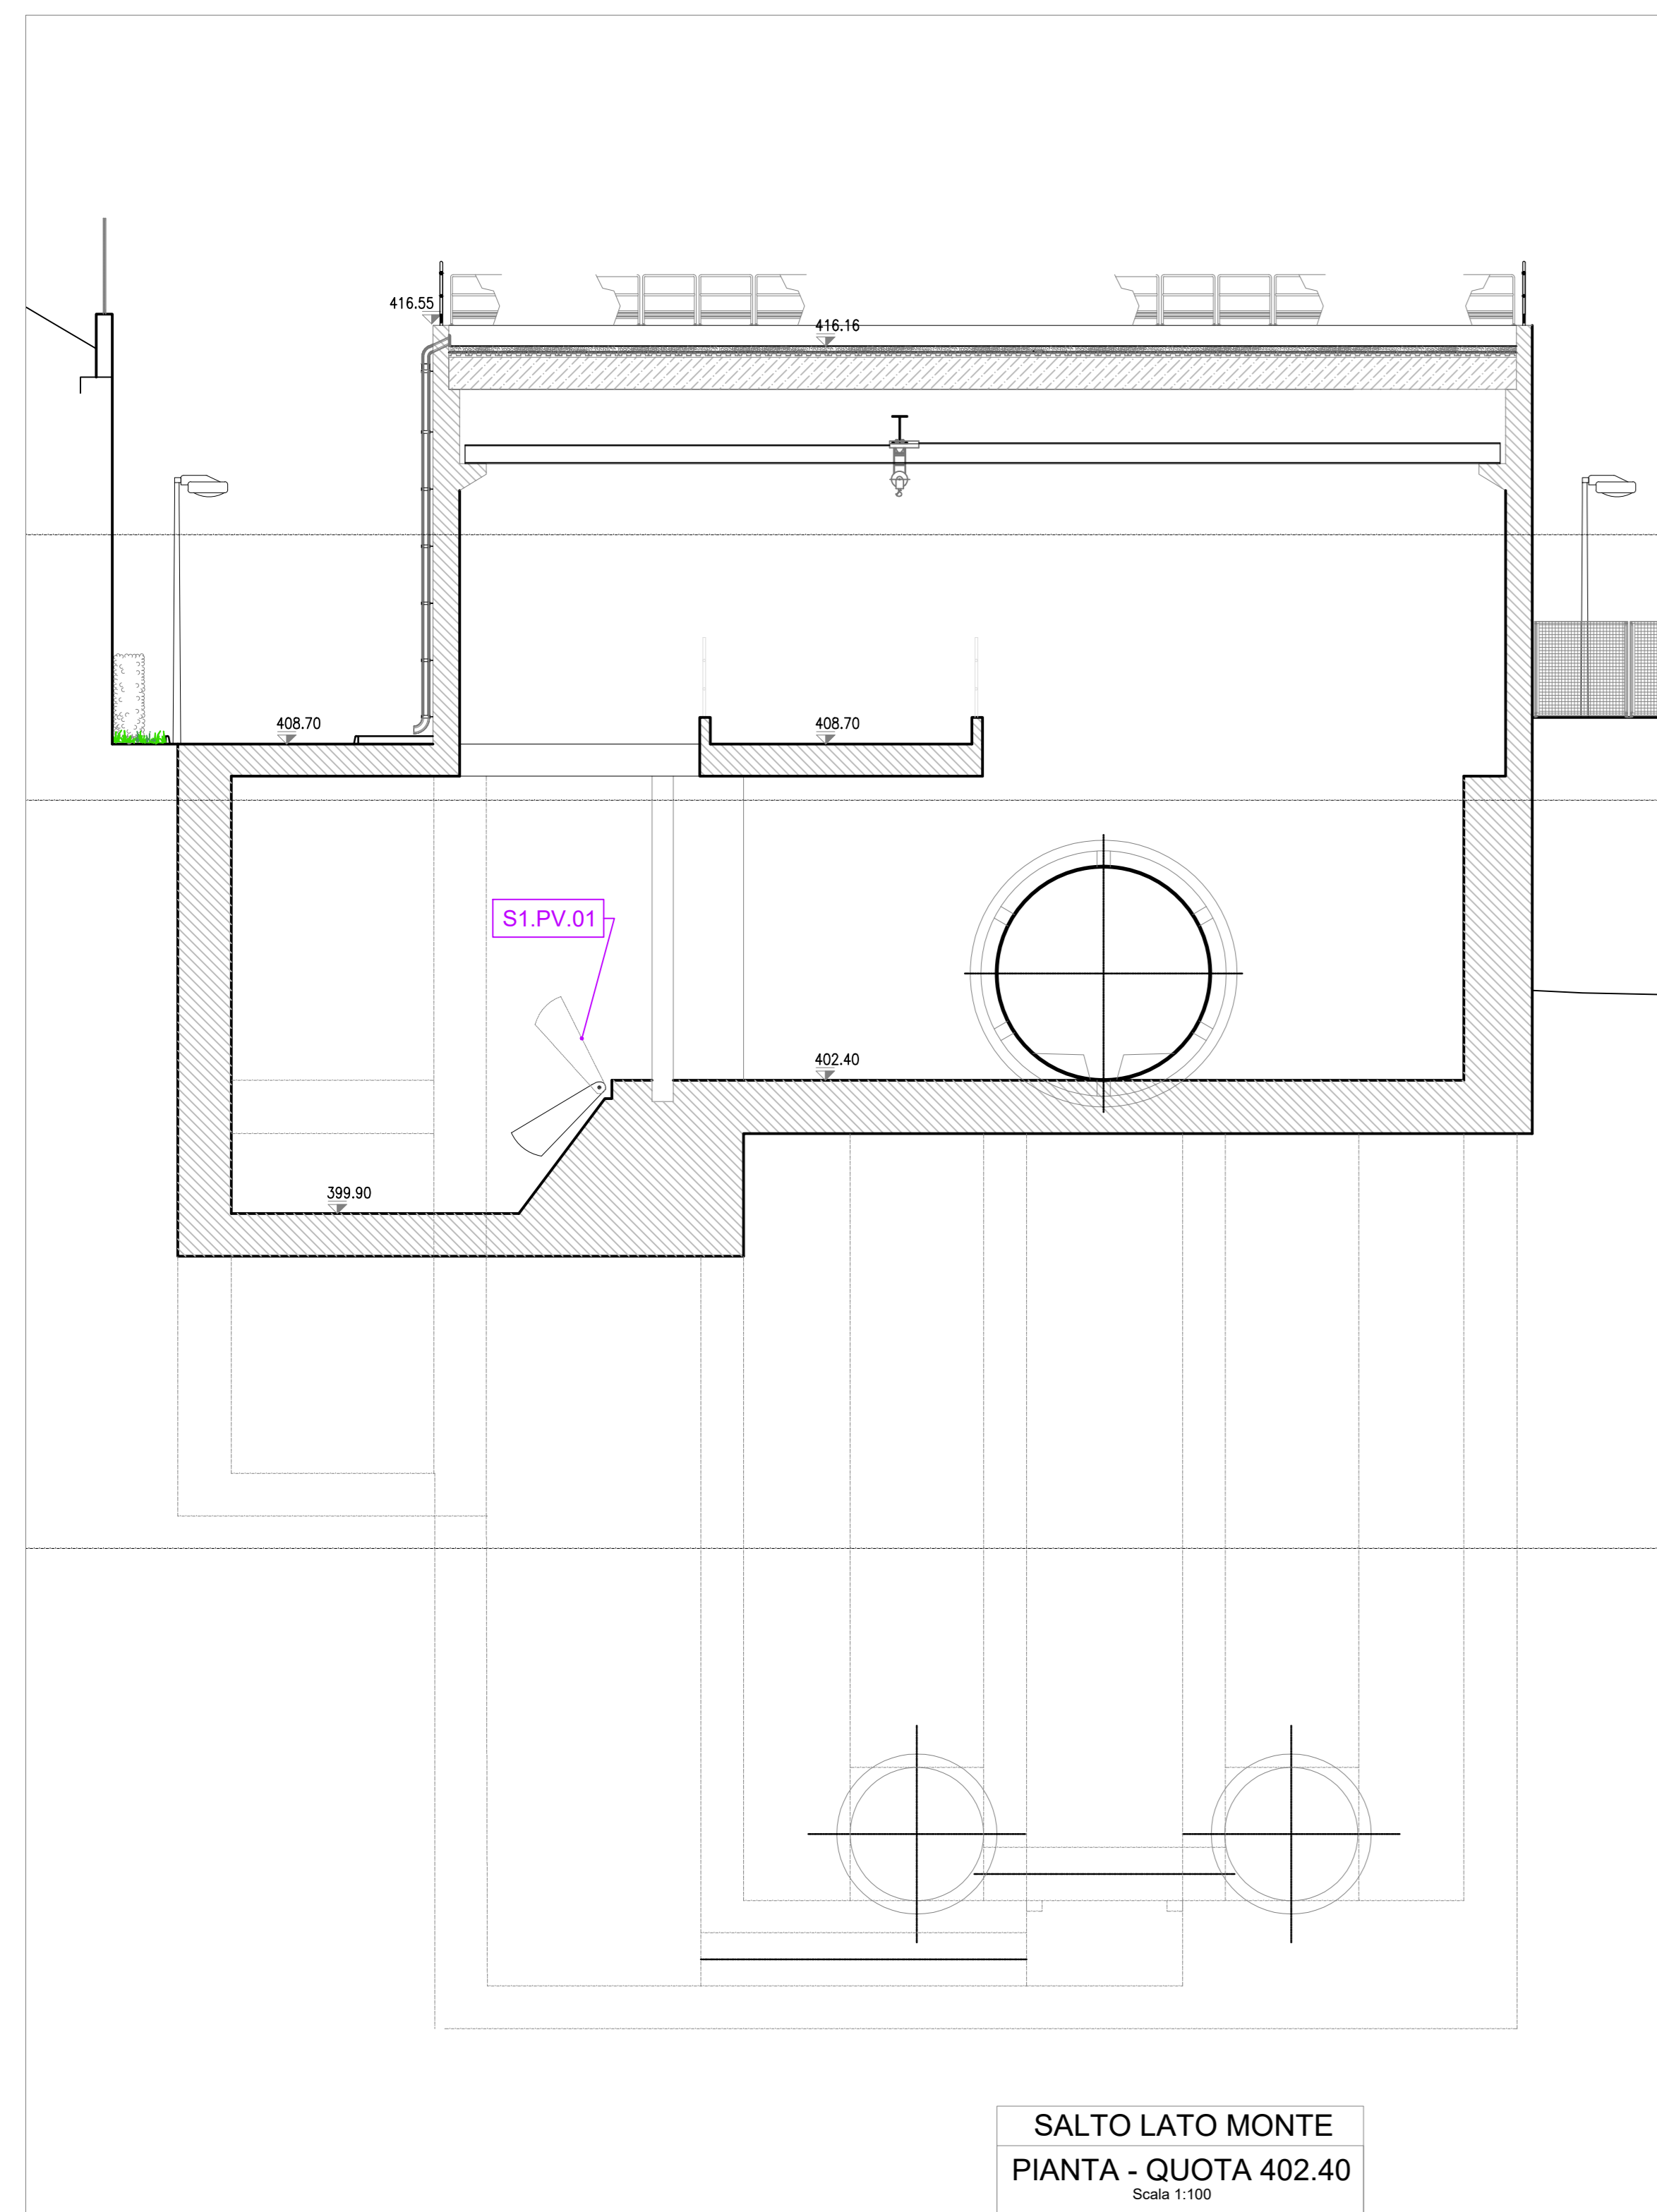 416.55
416.16
408.70
408.70
S1.PV.01
402.40
399.90
SALTO LATO MONTE
PIANTA - QUOTA 402.40
Scala 1:100